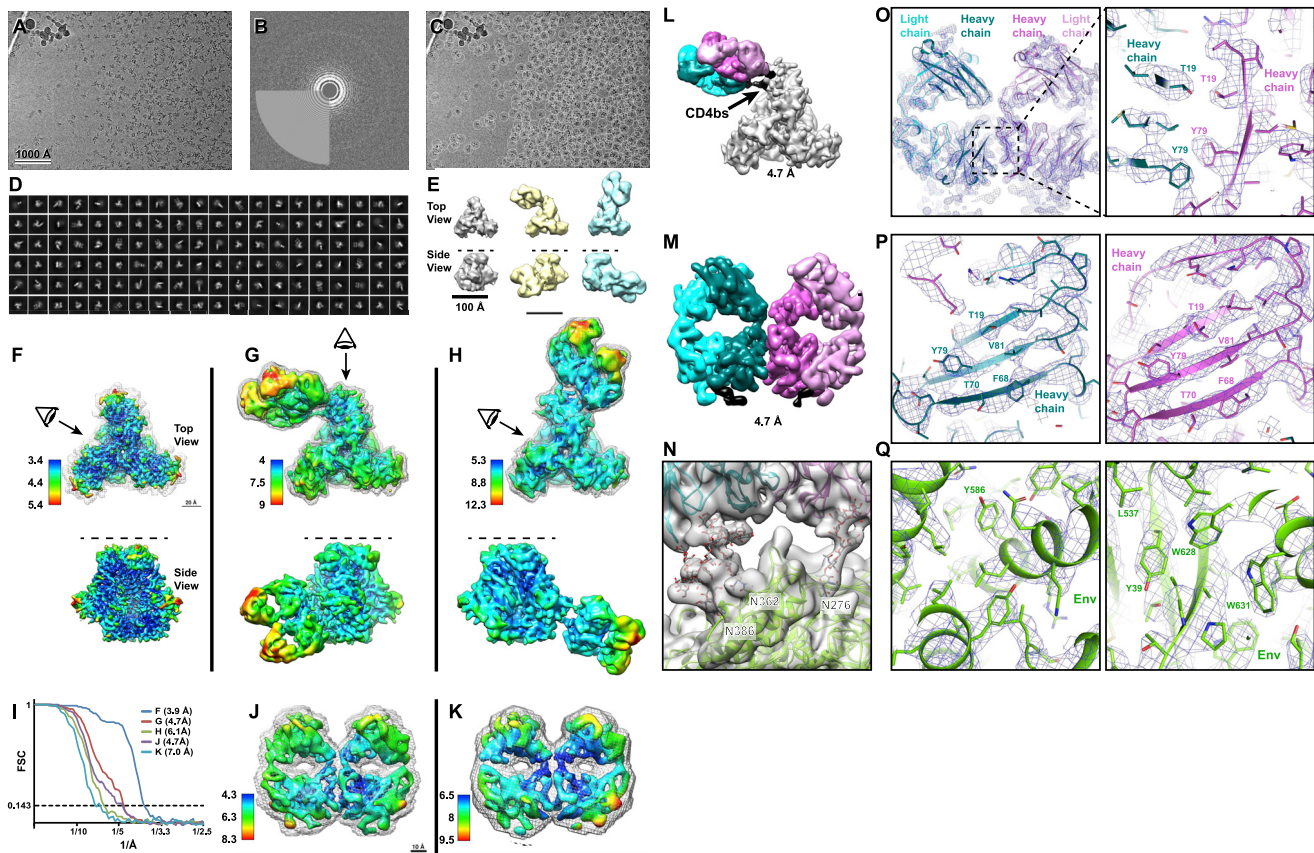 A
1000 Å
B
C
D
E
Top
View
Side
View
100 Å
F
Top
View
3.4
4.4
5.4
20 Å
Side
View
G
4
7.5
9
H
5.3
8.8
12.3
I
1
FSC
0.143
F (3.9Å)
G (4.7Å)
H (6.1Å)
J (4.7Å)
K (7.0 Å)
1/10
1/5
1/3.3
1/2.5
1/Å
J
4.3
6.3
8.3
10 Å
K
6.5
8
9.5
L
CD4bs
4.7 Å
M
4.7 Å
N
N362
N276
N386
O
Light
chain
Heavy
chain
Heavy
chain
Light
chain
Heavy
chain
T19
T19
Heavy
chain
Y79
Y79
P
T19
Y79
V81
T70
F68
Heavy
chain
Heavy
chain
T19
V81
Y79
F68
T70
Q
Y586
Env
L537
W628
Y39
W631
Env